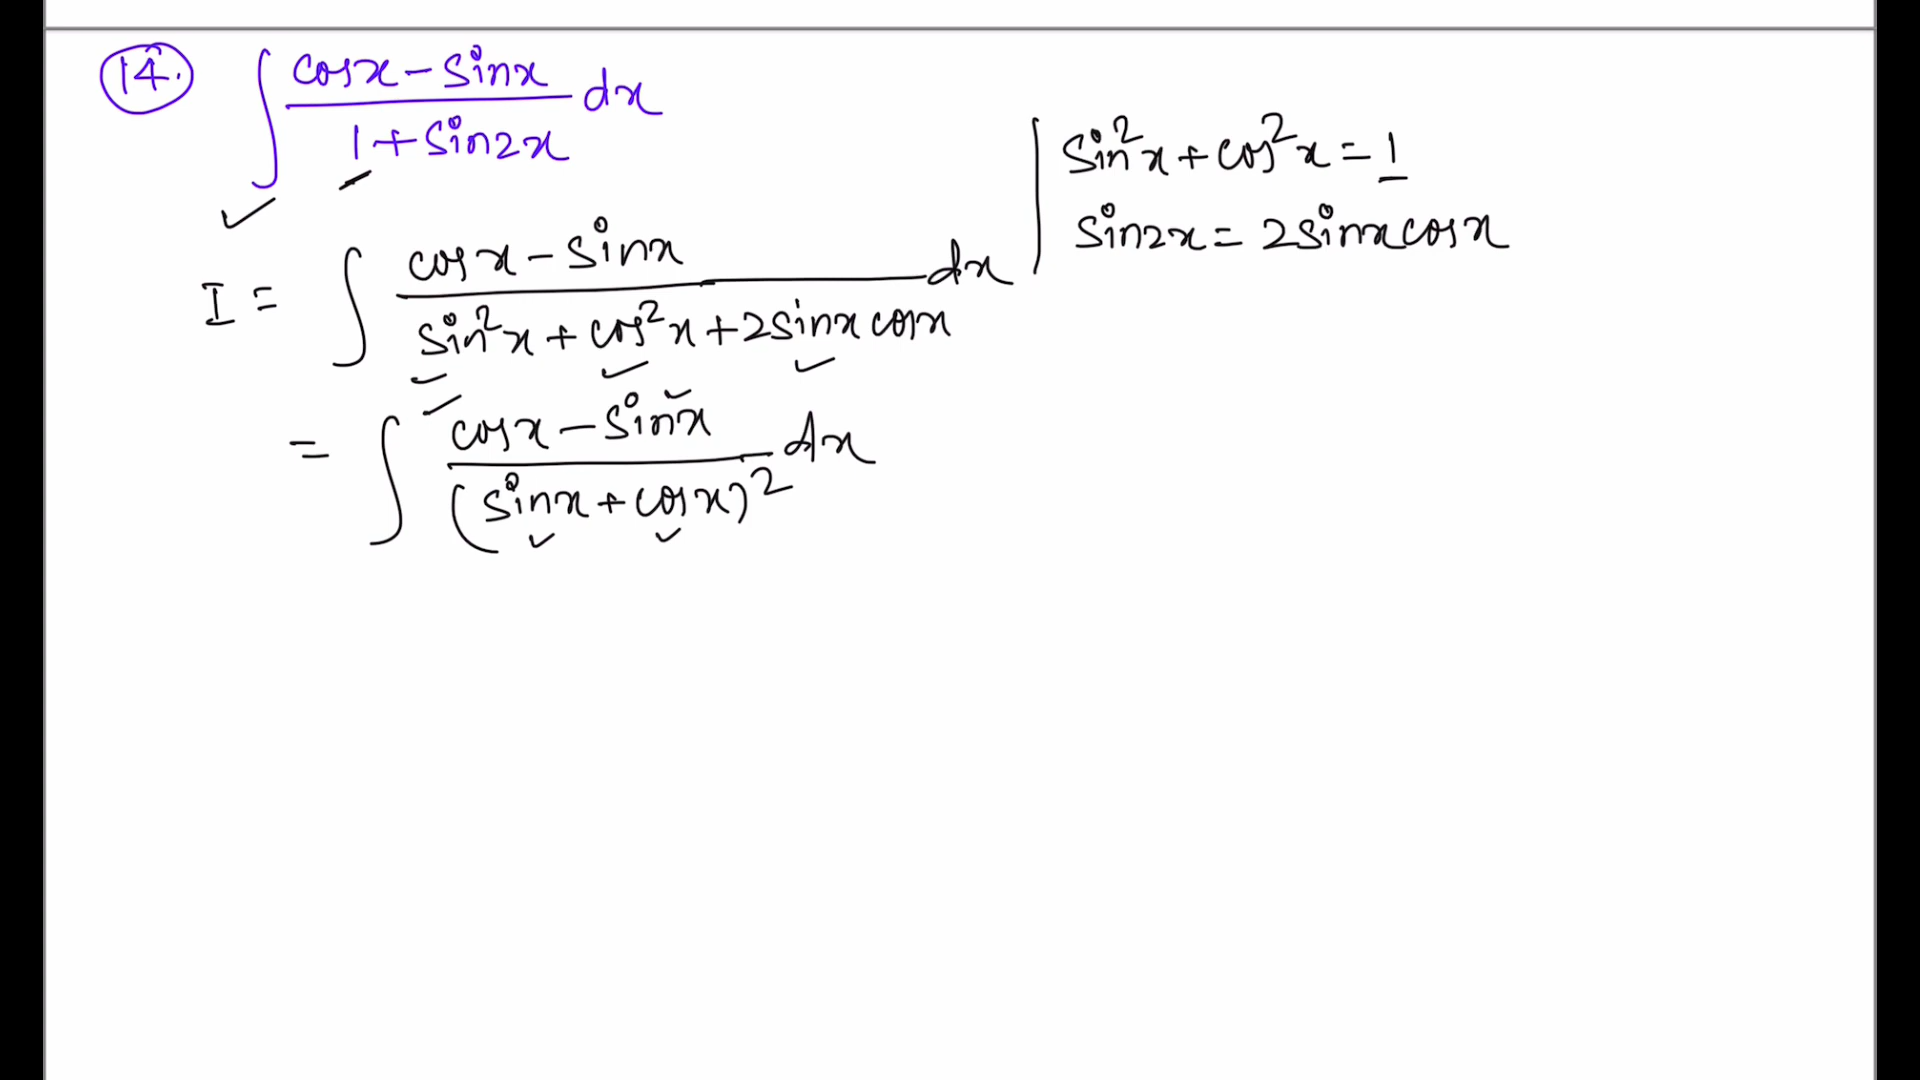 14. ∫ (cosx − sinx)/(1 + sin2x) dx
sin²x + cos²x = 1
sin2x = 2sinxcosx
I = ∫ (cosx − sinx)/(sin²x + cos²x + 2sinxcosx) dx
= ∫ (cosx − sinx)/(sinx + cosx)² dx